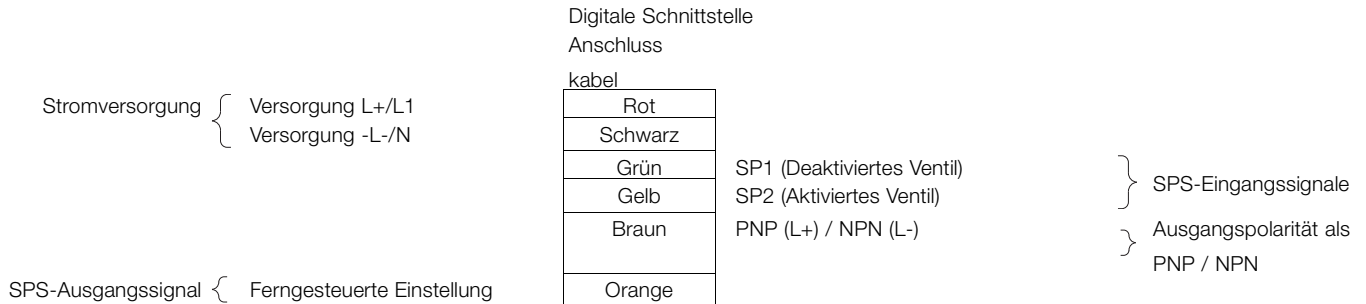 Digitale Schnittstelle
Anschluss
kabel
Stromversorgung Versorgung L+/L1 Rot
Versorgung -L-/N Schwarz
Grün SP1 (Deaktiviertes Ventil)
SPS-Eingangssignale
Gelb SP2 (Aktiviertes Ventil)
Braun PNP (L+) / NPN (L-) Ausgangspolarität als
PNP / NPN
SPS-Ausgangssignal Ferngesteuerte Einstellung Orange